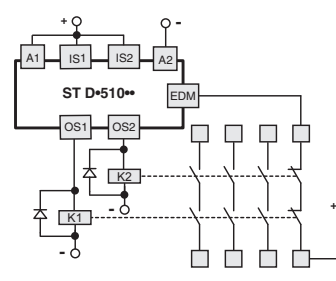 + -
A1 IS1 IS2 A2
ST D•510••
EDM
OS1 OS2
K2
-
+
K1
-